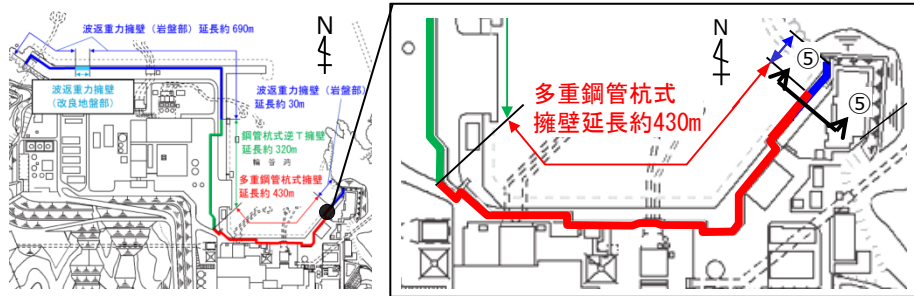 波返重力擁壁（岩盤部）延長約690m
N
波返重力擁壁
（改良地盤部）
波返重力擁壁（岩盤部）
延長約30m
鋼管杭式逆T擁壁
延長約320m
輪谷湾
多重鋼管杭式擁壁
延長約430m
N
多重鋼管杭式
擁壁延長約430m
⑤
⑤